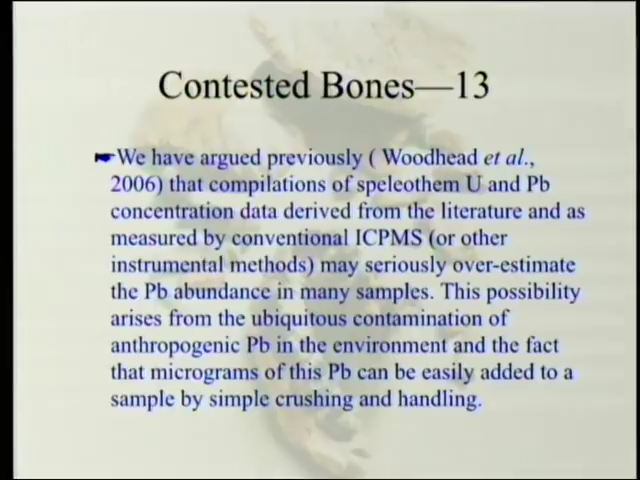 Contested Bones—13
We have argued previously ( Woodhead et al.,
2006) that compilations of speleothem U and Pb
concentration data derived from the literature and as
measured by conventional ICPMS (or other
instrumental methods) may seriously over-estimate
the Pb abundance in many samples. This possibility
arises from the ubiquitous contamination of
anthropogenic Pb in the environment and the fact
that micrograms of this Pb can be easily added to a
sample by simple crushing and handling.